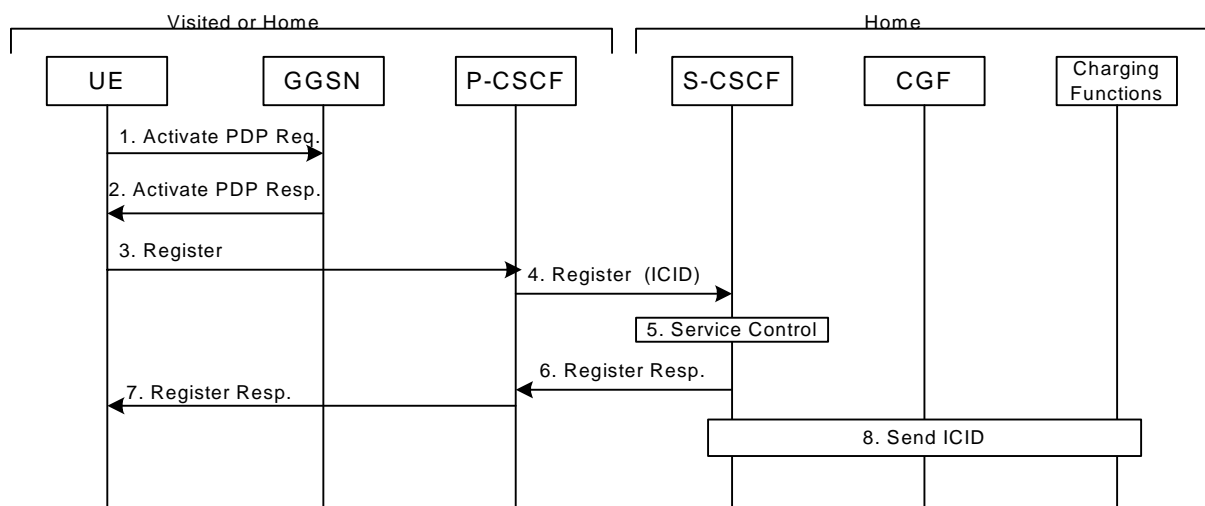 Visited or Home
Home
UE
GGSN
P-CSCF
S-CSCF
CGF
Charging
Functions
1. Activate PDP Req.
2. Activate PDP Resp.
3. Register
4. Register (ICID)
5. Service Control
6. Register Resp.
7. Register Resp.
8. Send ICID